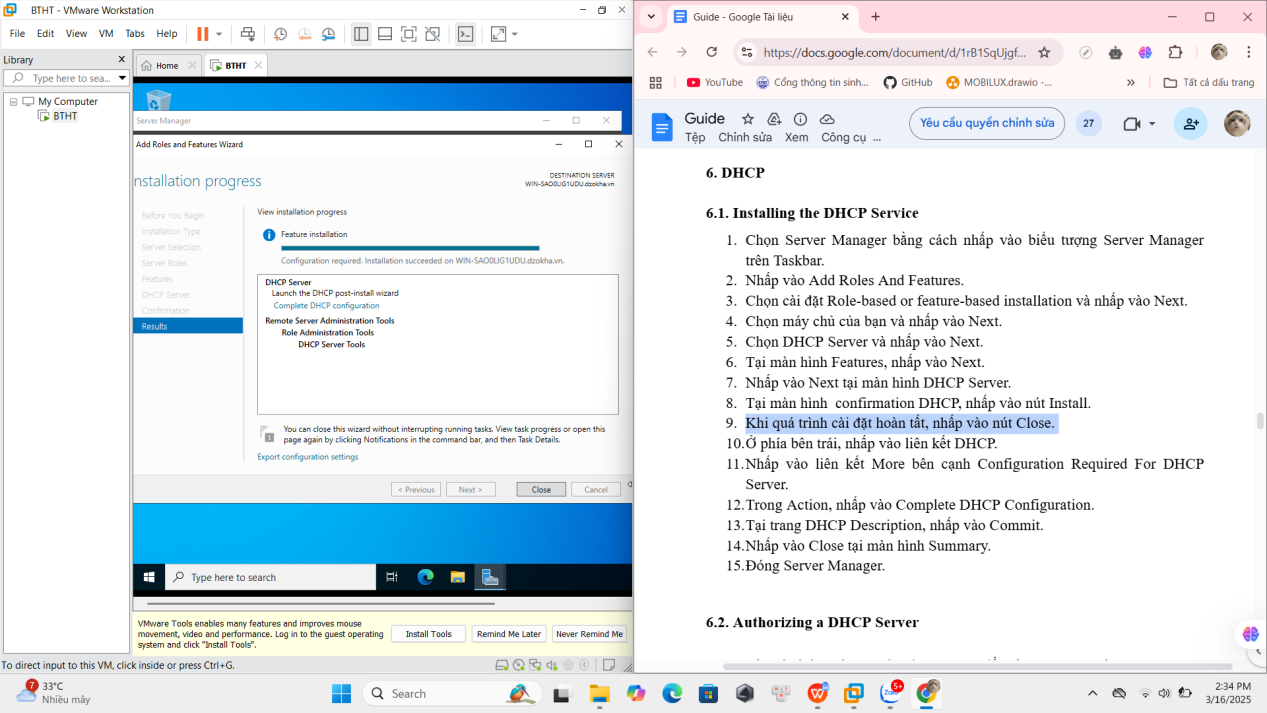 BTHT - VMware Workstation
File Edit View VM Tabs Help
Library
Type here to sea...
My Computer
BTHT
Home
BTHT
Server Manager
Add Roles and Features Wizard
nstallation progress
DESTINATION SERVER
WIN-SAO0LIG1UDU.dzokha.vn
Before You Begin
Installation Type
Server Selection
Server Roles
Features
DHCP Server
Confirmation
Results
View installation progress
Feature installation
Configuration required. Installation succeeded on WIN-SAO0LIG1UDU.dzokha.vn.
DHCP Server
Launch the DHCP post-install wizard
Complete DHCP configuration
Remote Server Administration Tools
Role Administration Tools
DHCP Server Tools
You can close this wizard without interrupting running tasks. View task progress or open this
page again by clicking Notifications in the command bar, and then Task Details.
Export configuration settings
< Previous Next > Close Cancel
Type here to search
VMware Tools enables many features and improves mouse
movement, video and performance. Log in to the guest operating
system and click "Install Tools".
Install Tools Remind Me Later Never Remind Me
To direct input to this VM, click inside or press Ctrl+G.
Guide - Google Tài liệu
https://docs.google.com/document/d/1rB1SqUjgf...
YouTube Cổng thông tin sinh... GitHub MOBILUX.drawio -... Tất cả dấu trang
Guide
Tệp Chỉnh sửa Xem Công cụ ...
Yêu cầu quyền chỉnh sửa
27
6. DHCP
6.1. Installing the DHCP Service
1. Chọn Server Manager bằng cách nhấp vào biểu tượng Server Manager
trên Taskbar.
2. Nhấp vào Add Roles And Features.
3. Chọn cài đặt Role-based or feature-based installation và nhấp vào Next.
4. Chọn máy chủ của bạn và nhấp vào Next.
5. Chọn DHCP Server và nhấp vào Next.
6. Tại màn hình Features, nhấp vào Next.
7. Nhấp vào Next tại màn hình DHCP Server.
8. Tại màn hình confirmation DHCP, nhấp vào nút Install.
9. Khi quá trình cài đặt hoàn tất, nhấp vào nút Close.
10.Ở phía bên trái, nhấp vào liên kết DHCP.
11.Nhấp vào liên kết More bên cạnh Configuration Required For DHCP
Server.
12.Trong Action, nhấp vào Complete DHCP Configuration.
13.Tại trang DHCP Description, nhấp vào Commit.
14.Nhấp vào Close tại màn hình Summary.
15.Đóng Server Manager.
6.2. Authorizing a DHCP Server
7
33°C
Nhiều mây
Search
Zalo
5+
2:34 PM
3/16/2025